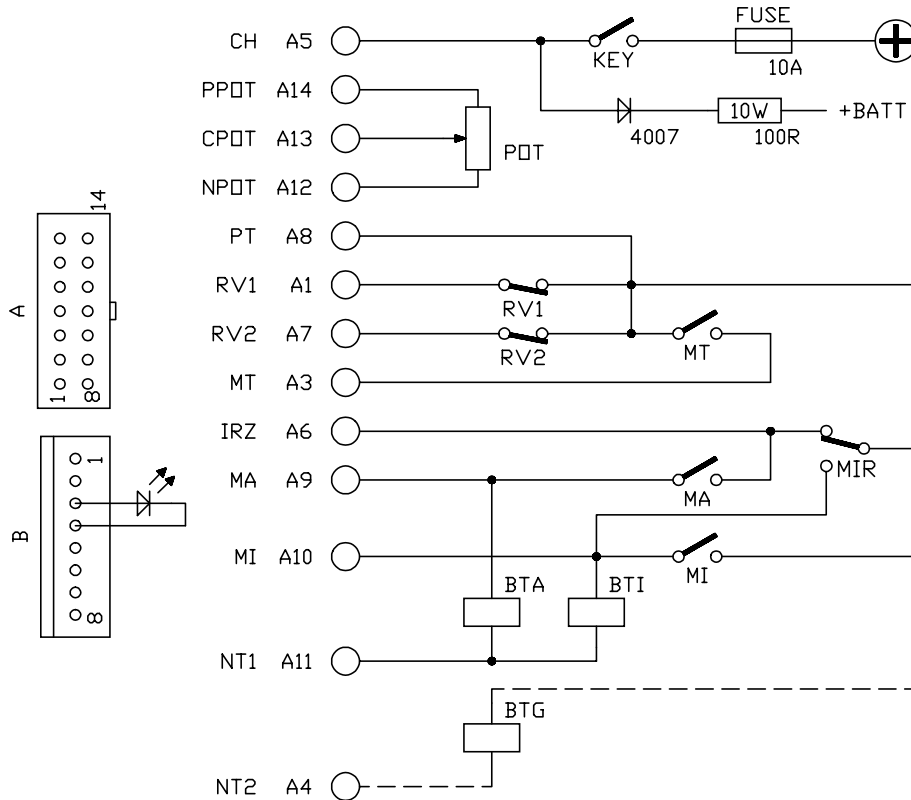 FUSE
CH A5
KEY
10A
PPOT A14
10W
+BATT
4007
100R
CPOT A13
POT
NPOT A12
14
PT A8
A
RV1 A1
RV1
RV2 A7
RV2
MT
MT A3
1
8
IRZ A6
MIR
1
MA A9
MA
B
MI A10
MI
BTA
BTI
8
NT1 A11
BTG
NT2 A4